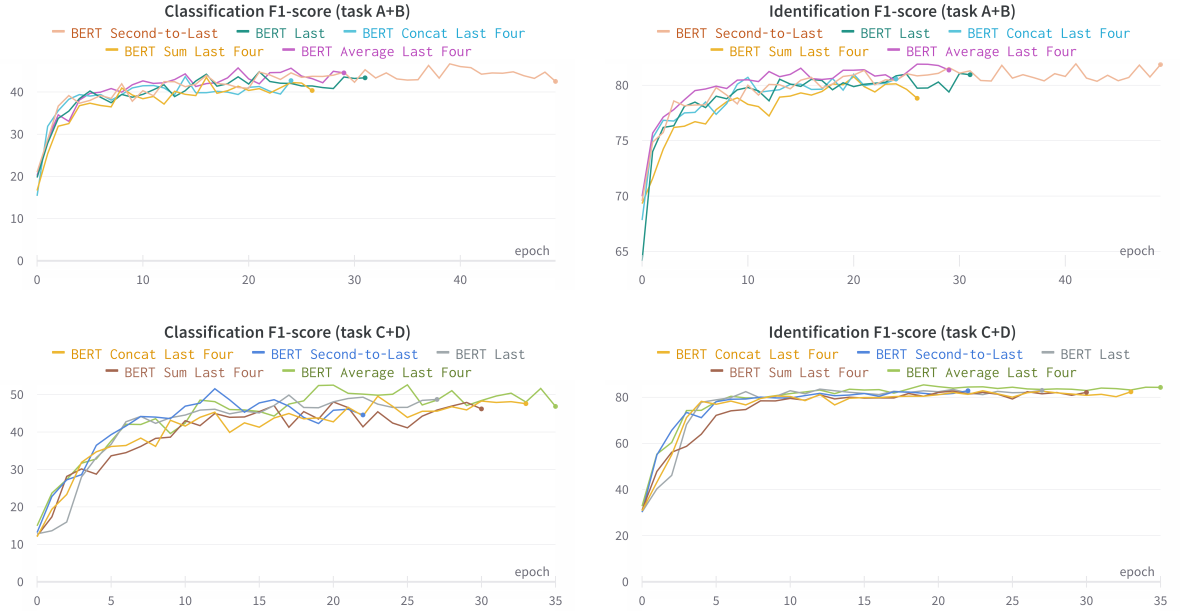 Classification F1-score (task A+B)
BERT Second-to-Last BERT Last BERT Concat Last Four
BERT Sum Last Four BERT Average Last Four
40
30
20
10
0
epoch
0 10 20 30 40
Identification F1-score (task A+B)
BERT Second-to-Last BERT Last BERT Concat Last Four
BERT Sum Last Four BERT Average Last Four
80
75
70
65
epoch
0 10 20 30 40
Classification F1-score (task C+D)
BERT Concat Last Four BERT Second-to-Last BERT Last
BERT Sum Last Four BERT Average Last Four
50
40
30
20
10
0
epoch
0 5 10 15 20 25 30 35
Identification F1-score (task C+D)
BERT Concat Last Four BERT Second-to-Last BERT Last
BERT Sum Last Four BERT Average Last Four
80
60
40
20
0
epoch
0 5 10 15 20 25 30 35